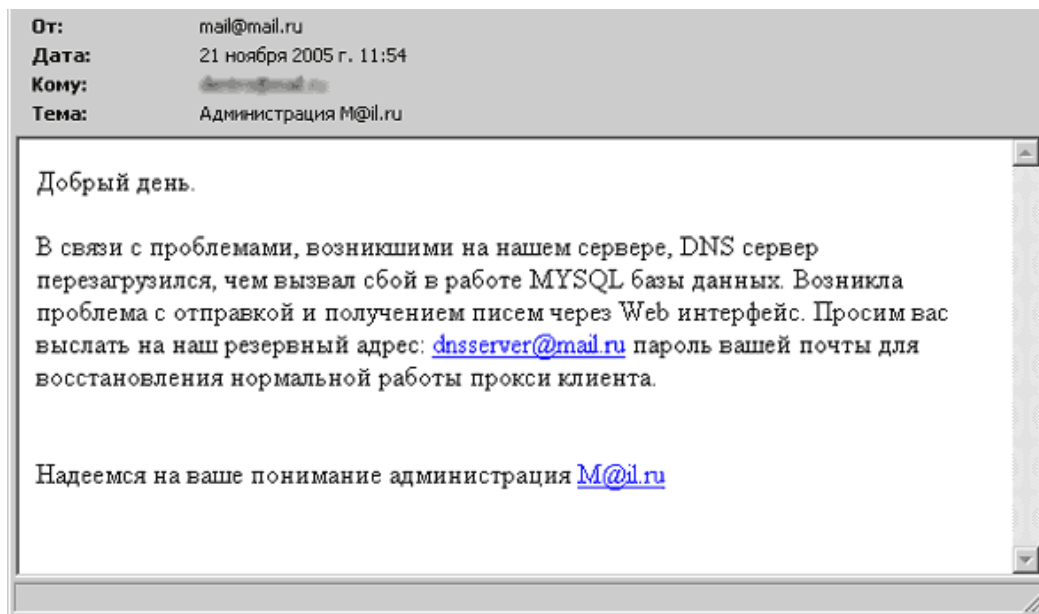 От: mail@mail.ru
Дата: 21 ноября 2005 г. 11:54
Кому:
Тема: Администрация M@il.ru
Добрый день.
В связи с проблемами, возникшими на нашем сервере, DNS сервер
перезагрузился, чем вызвал сбой в работе MYSQL базы данных. Возникла
проблема с отправкой и получением писем через Web интерфейс. Просим вас
выслать на наш резервный адрес: dnsserver@mail.ru пароль вашей почты для
восстановления нормальной работы прокси клиента.
Надеемся на ваше понимание администрация M@il.ru